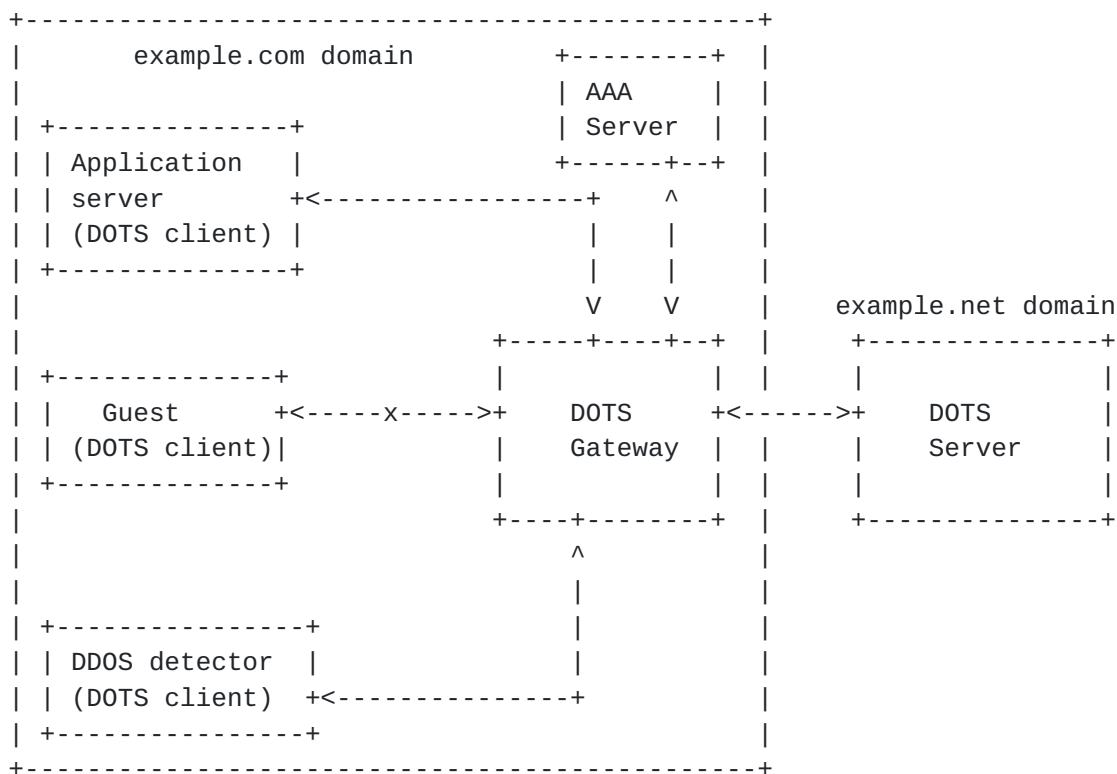 example.com domain
AAA
Server
Application
server
(DOTS client)
example.net domain
Guest
(DOTS client)
x
DOTS
Gateway
DOTS
Server
DDOS detector
(DOTS client)